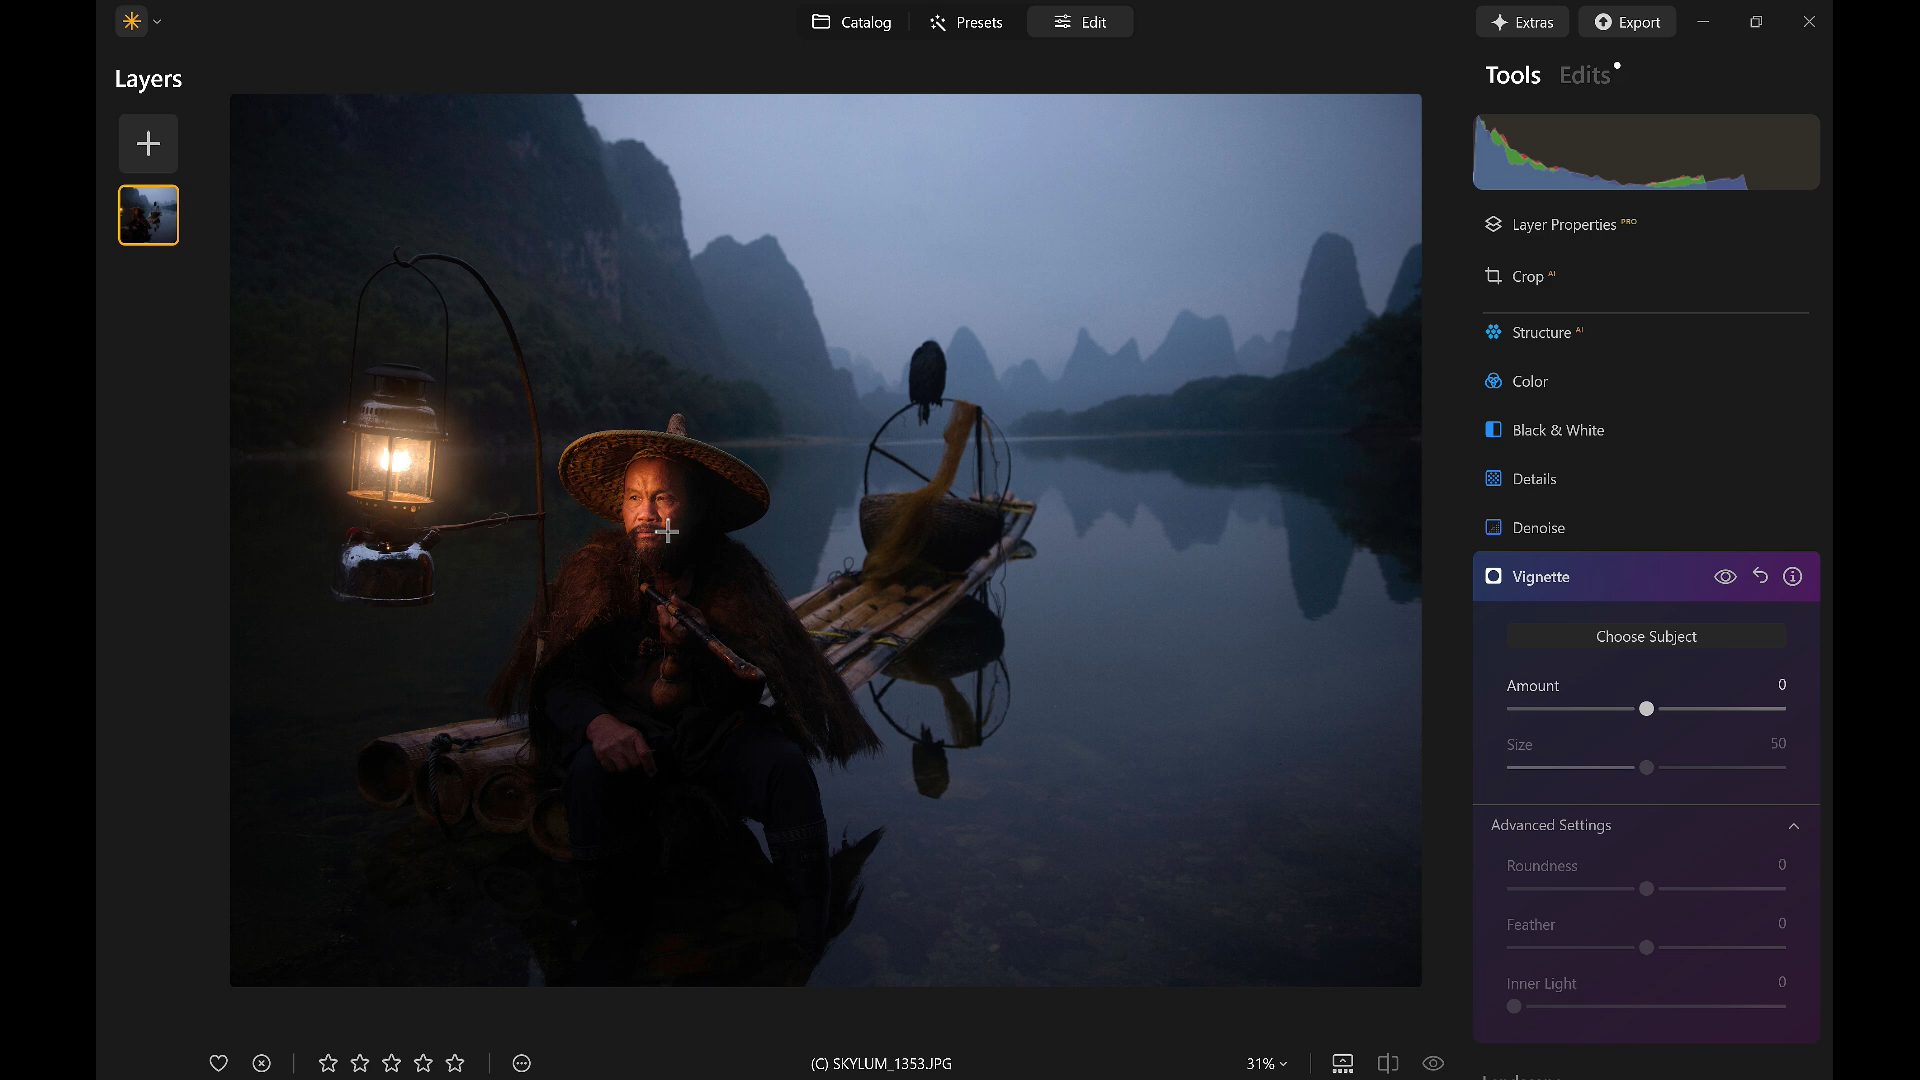 Catalog
Presets
Edit
Extras
Export
Layers
Tools
Edits
Layer Properties PRO
Crop AI
Structure AI
Color
Black & White
Details
Denoise
Vignette
Choose Subject
Amount 0
Size 50
Advanced Settings
Roundness 0
Feather 0
Inner Light 0
(C) SKYLUM_1353.JPG
31%